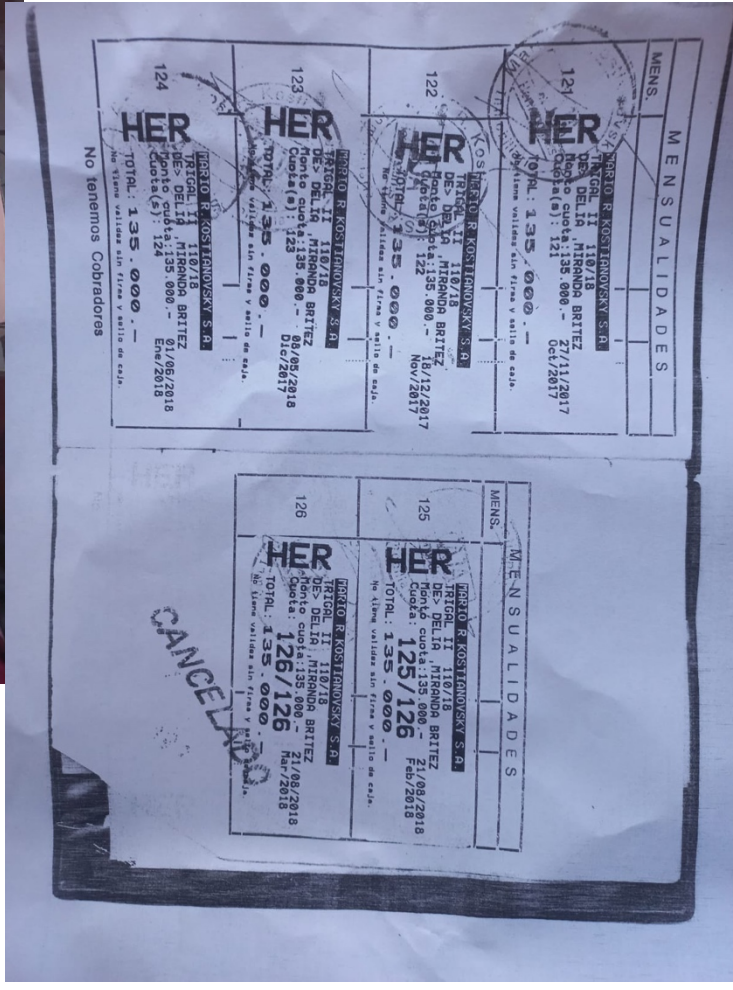 MENSUALIDADES
MENS.
121
HER
MARIO R.KOSTIANOVSKY S.A.
TRIGAL II 110/18
DE> DELIA ,MIRANDA BRITEZ
Monto cuota:135.000.- 27/11/2017
Cuota(s): 121 Oct/2017
TOTAL: 135.000.-
No tiene validez sin firma y sello de caja.
122
HER
MARIO R.KOSTIANOVSKY S.A.
TRIGAL II 110/18
DE> DELIA ,MIRANDA BRITEZ
Monto cuota:135.000.- 18/12/2017
Cuota(s): 122 Nov/2017
TOTAL: 135.000.-
No tiene validez sin firma y sello de caja.
123
HER
MARIO R.KOSTIANOVSKY S.A.
TRIGAL II 110/18
DE> DELIA ,MIRANDA BRITEZ
Monto cuota:135.000.- 08/05/2018
Cuota(s): 123 Dic/2017
TOTAL: 135.000.-
No tiene validez sin firma y sello de caja.
124
HER
MARIO R.KOSTIANOVSKY S.A.
TRIGAL II 110/18
DE> DELIA ,MIRANDA BRITEZ
Monto cuota:135.000.- 01/06/2018
Cuota(s): 124 Ene/2018
TOTAL: 135.000.-
No tiene validez sin firma y sello de caja.
No tenemos Cobradores
MENSUALIDADES
MENS.
125
HER
MARIO R.KOSTIANOVSKY S.A.
TRIGAL II 110/18
DE> DELIA ,MIRANDA BRITEZ
Monto cuota:135.000.- 21/08/2018
Cuota: 125/126 Feb/2018
TOTAL: 135.000.-
No tiene validez sin firma y sello de caja.
126
HER
MARIO R.KOSTIANOVSKY S.A.
TRIGAL II 110/18
DE> DELIA ,MIRANDA BRITEZ
Monto cuota:135.000.- 21/08/2018
Cuota: 126/126 Mar/2018
TOTAL: 135.000.-
No tiene validez sin firma y sello de caja.
CANCELADO